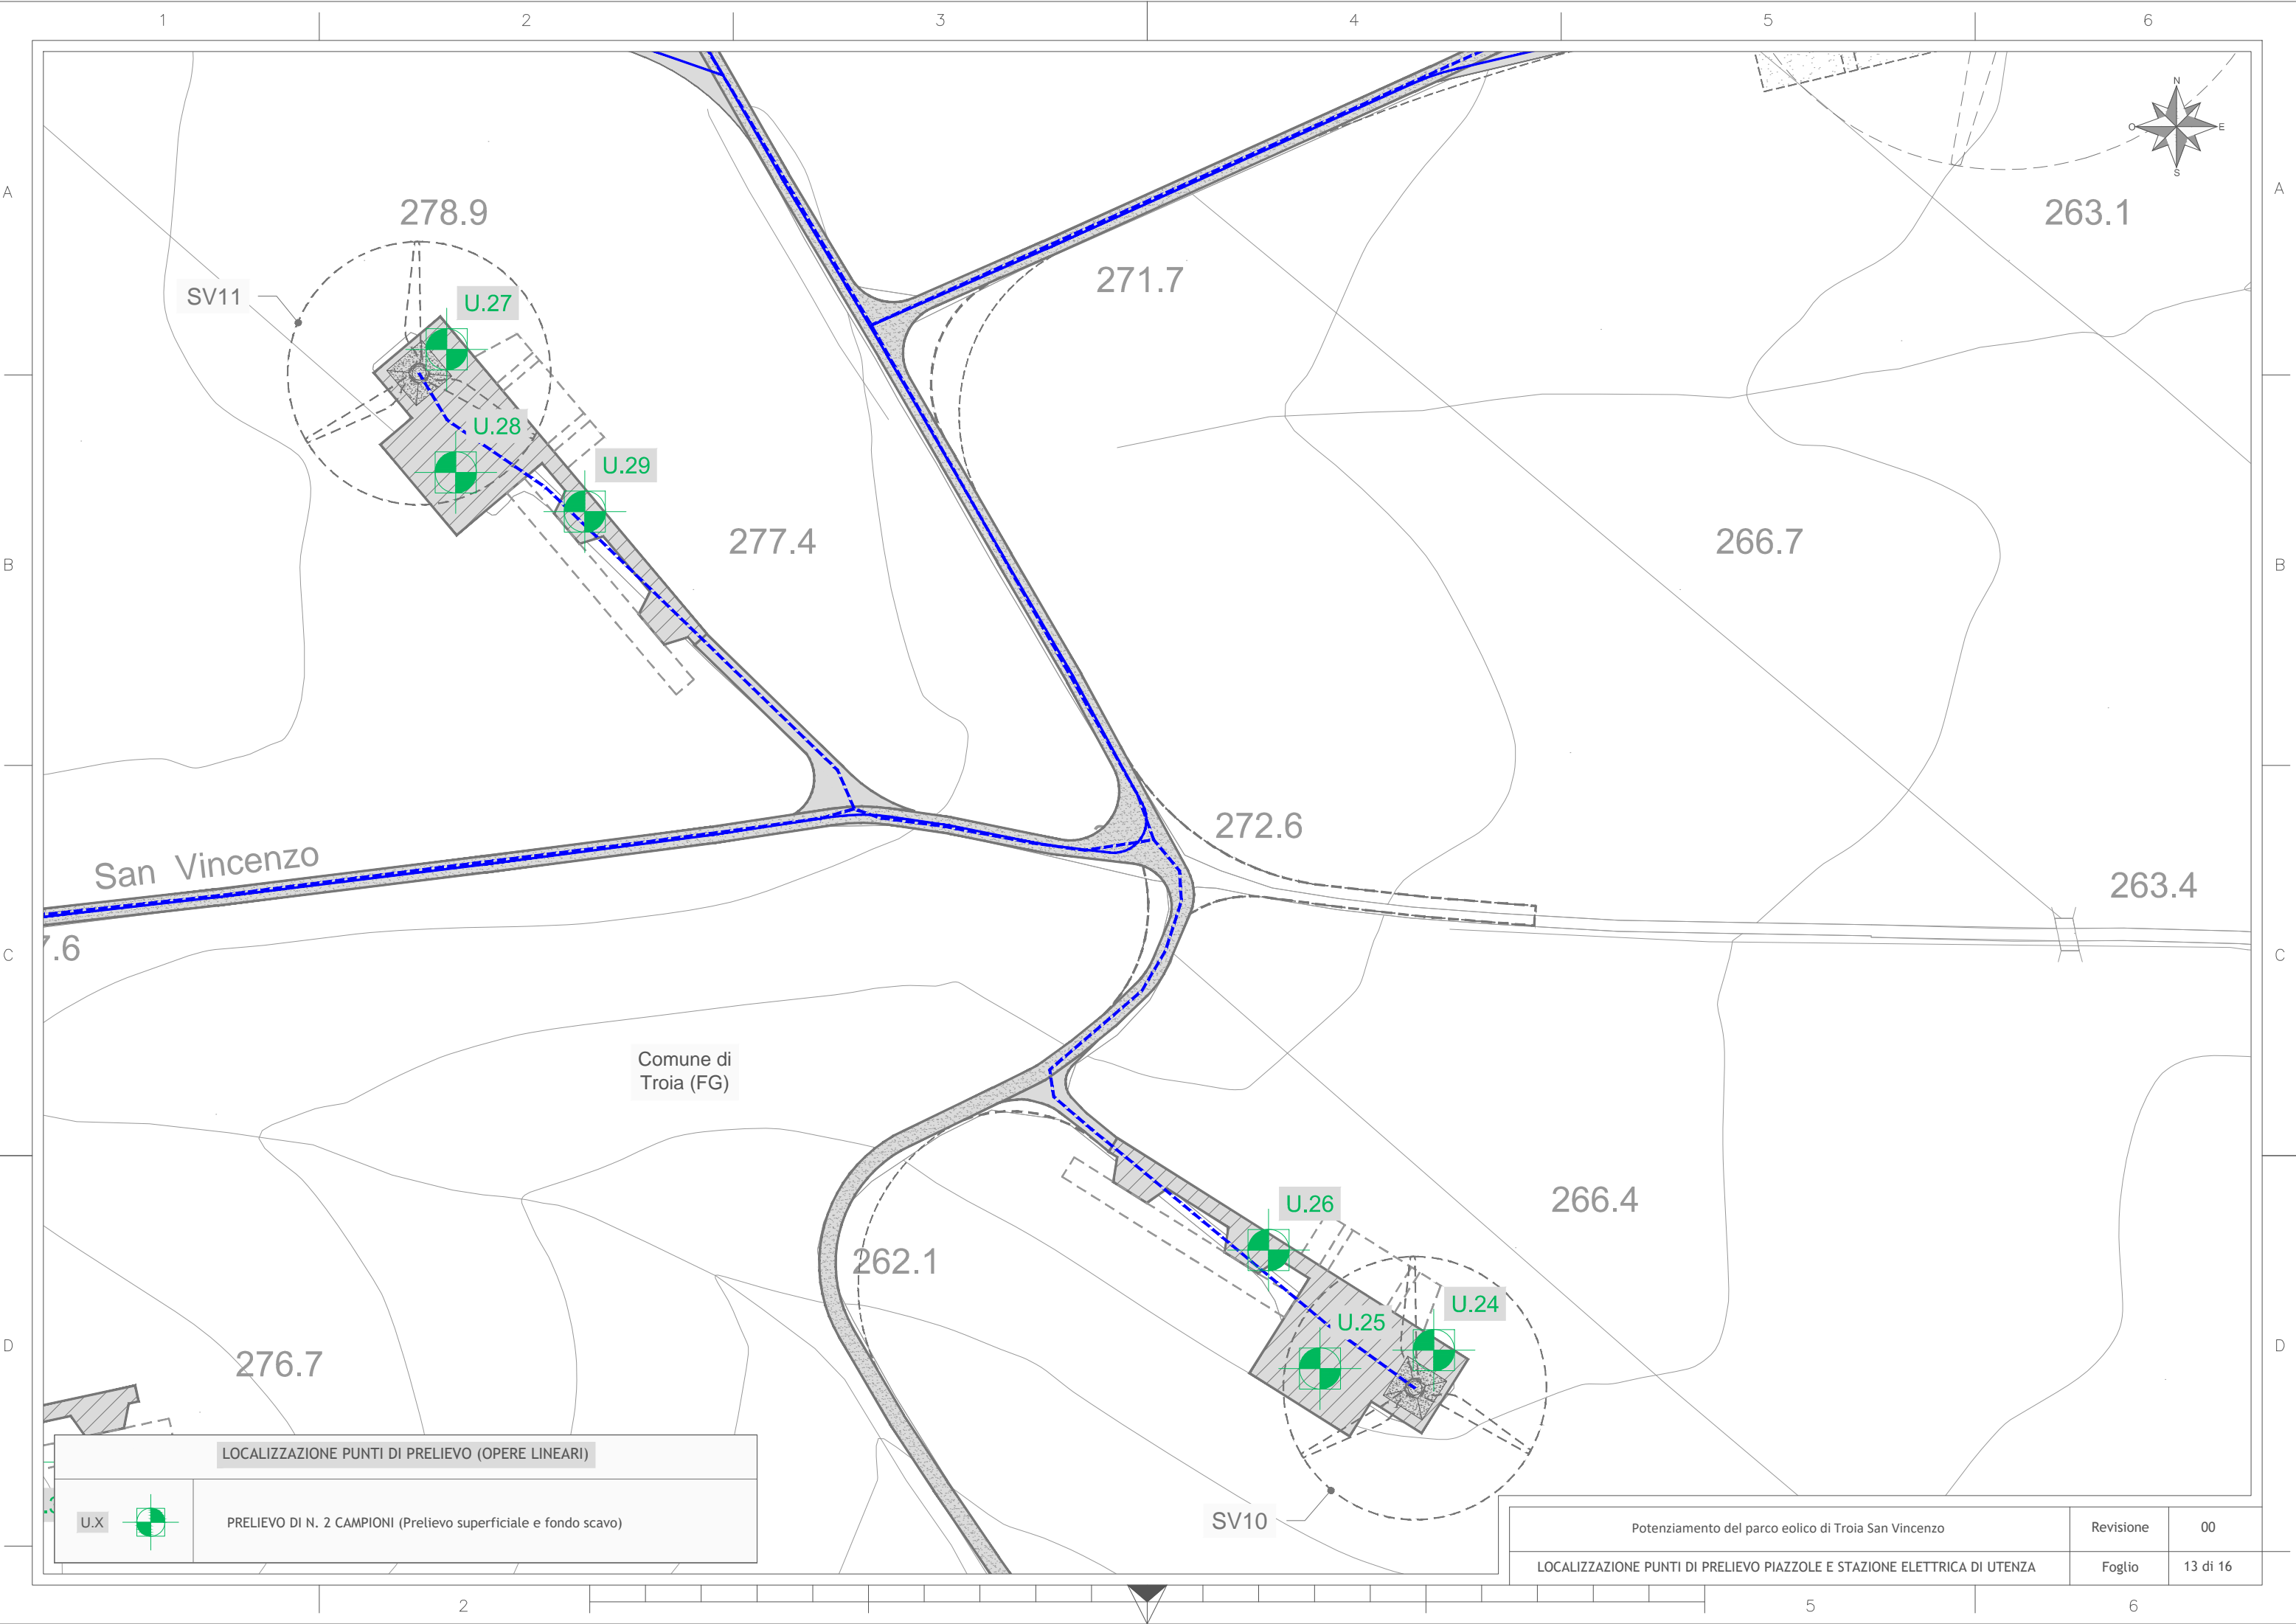 1 2 3 4 5 6
A A
N
O E
S
278.9
263.1
SV11
U.27
271.7
U.28
U.29
277.4
266.7
B B
272.6
San Vincenzo
263.4
7.6
C C
Comune di
Troia (FG)
266.4
U.26
262.1
U.24
U.25
D D
276.7
LOCALIZZAZIONE PUNTI DI PRELIEVO (OPERE LINEARI)
U.X PRELIEVO DI N. 2 CAMPIONI (Prelievo superficiale e fondo scavo)
SV10
Potenziamento del parco eolico di Troia San Vincenzo Revisione 00
LOCALIZZAZIONE PUNTI DI PRELIEVO PIAZZOLE E STAZIONE ELETTRICA DI UTENZA Foglio 13 di 16
2 5 6